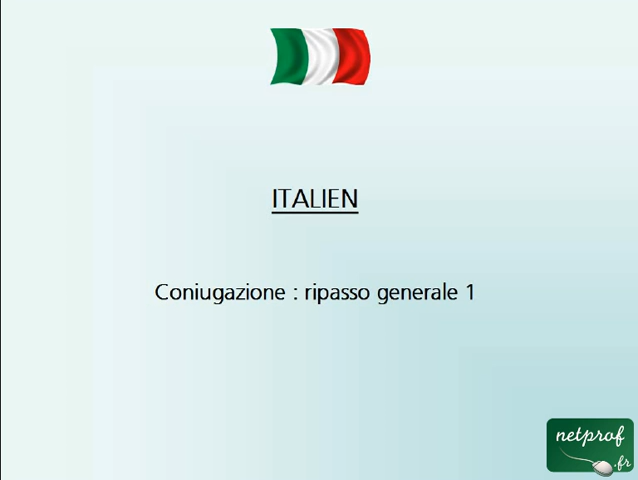 ITALIEN
Coniugazione : ripasso generale 1
netprof
.fr